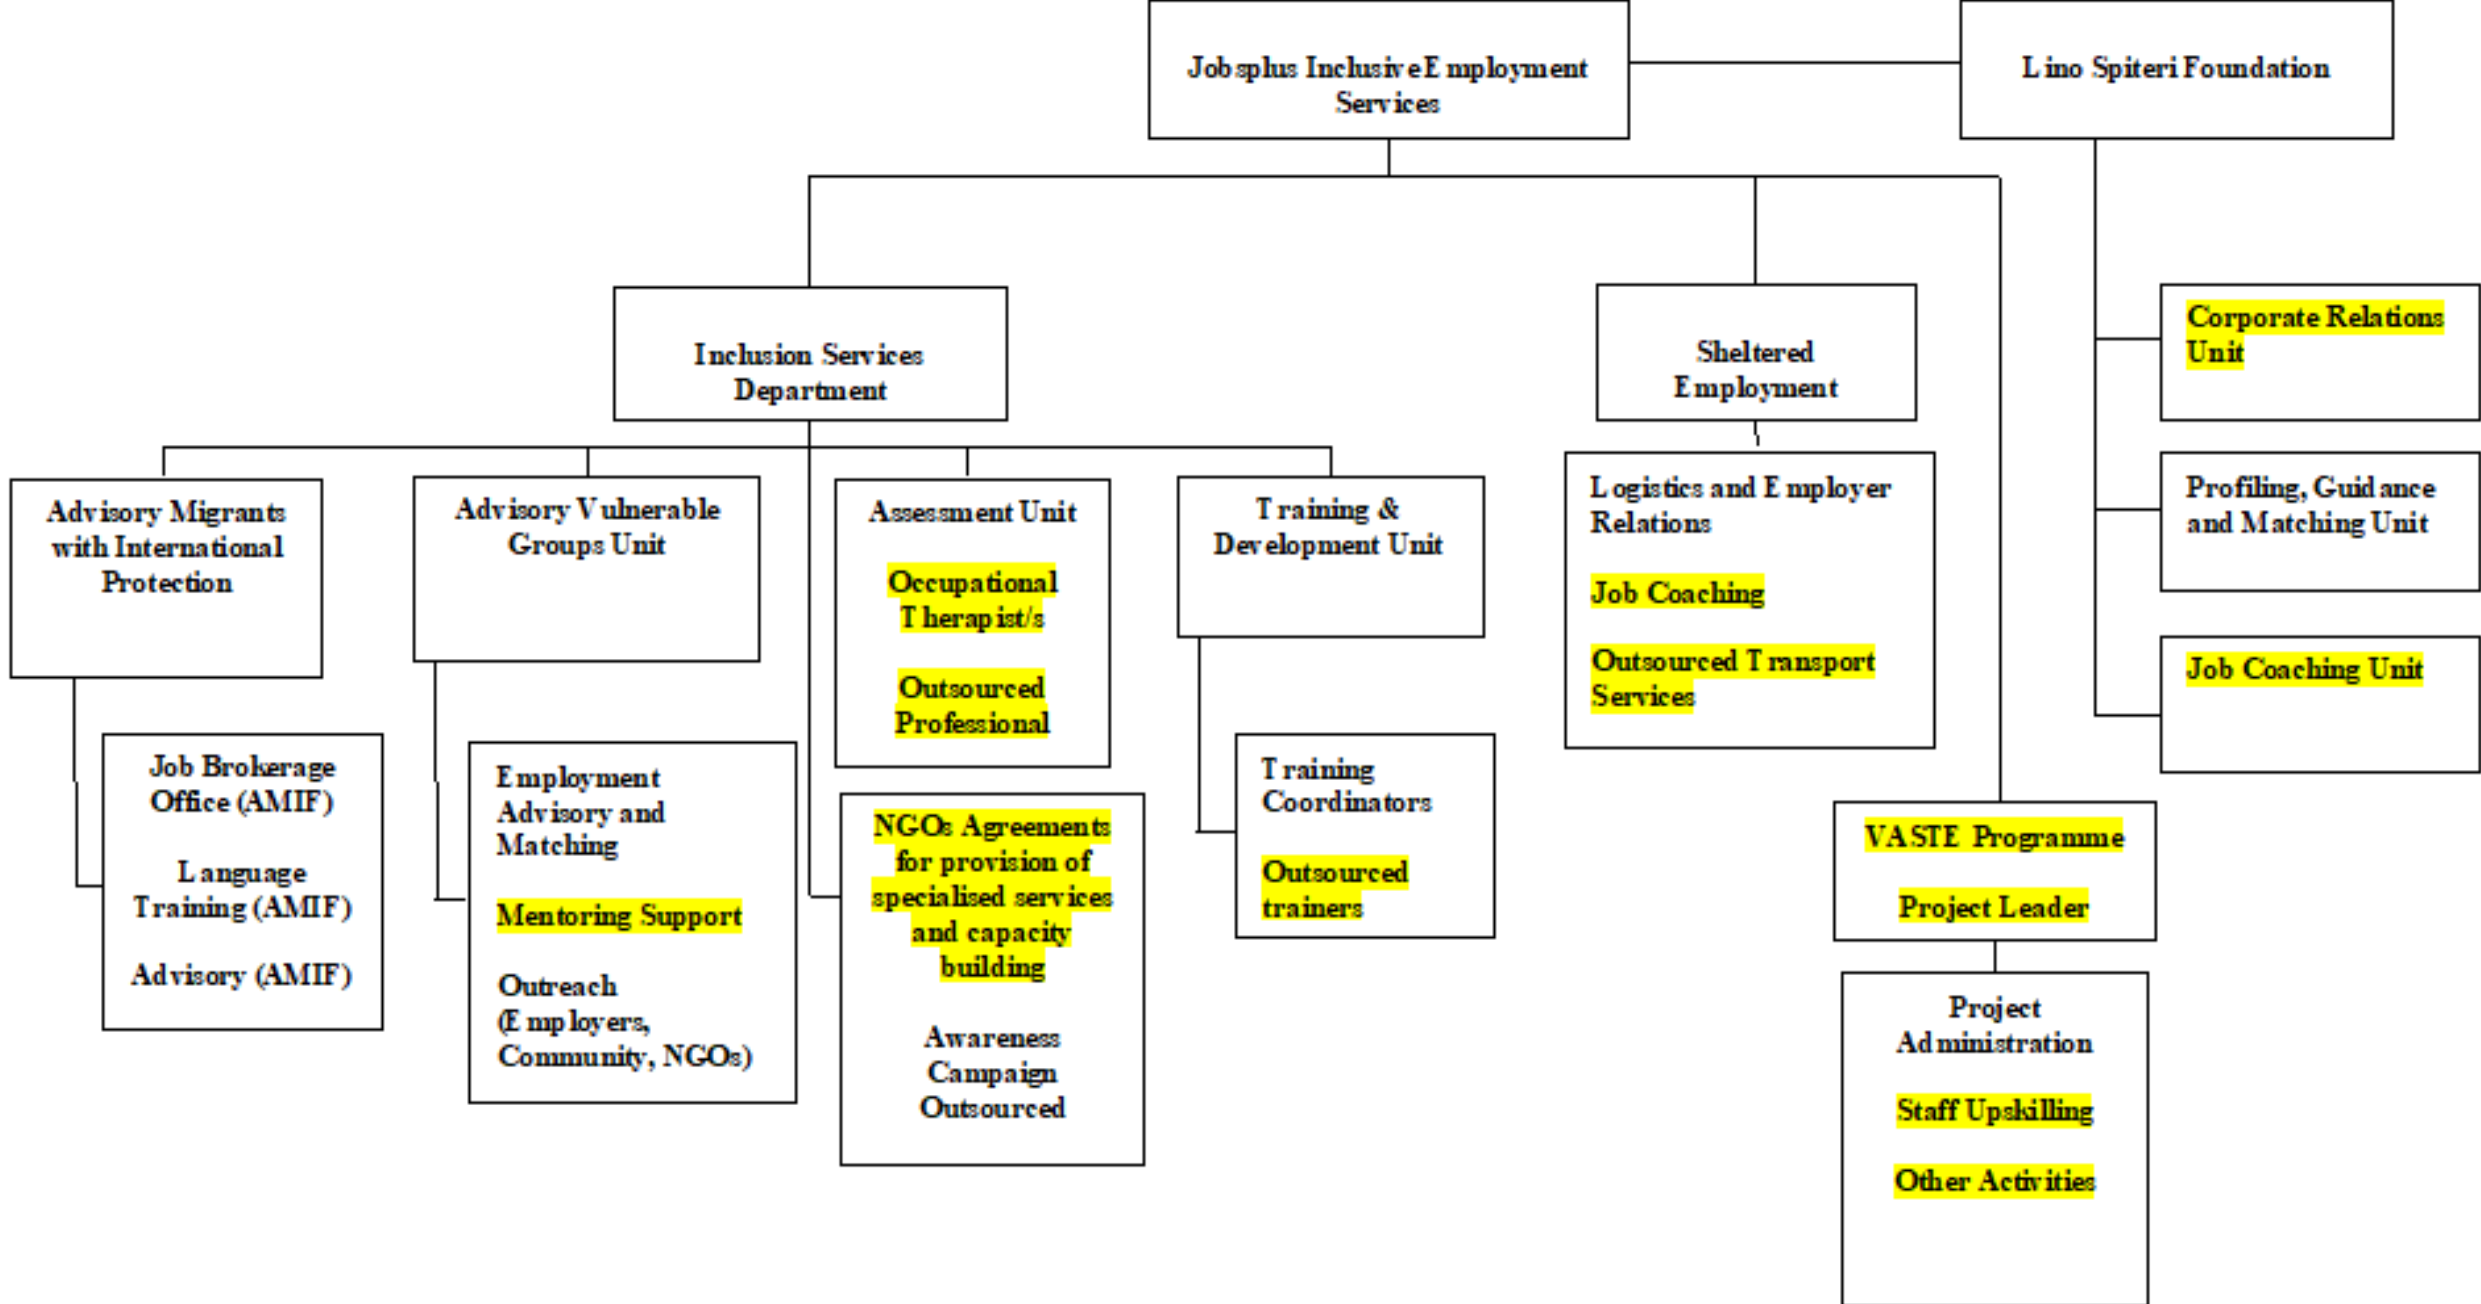 Jobsplus Inclusive Employment
Services
Lino Spiteri Foundation
Inclusion Services
Department
Sheltered
Employment
Corporate Relations
Unit
Profiling, Guidance
and Matching Unit
Job Coaching Unit
Advisory Migrants
with International
Protection
Job Brokerage
Office (AMIF)
Language
Training (AMIF)
Advisory (AMIF)
Advisory Vulnerable
Groups Unit
Employment
Advisory and
Matching
Mentoring Support
Outreach
(Employers,
Community, NGOs)
Assessment Unit
Occupational
Therapist/s
Outsourced
Professional
NGOs Agreements
for provision of
specialised services
and capacity
building
Awareness
Campaign
Outsourced
Training &
Development Unit
Training
Coordinators
Outsourced
trainers
Logistics and Employer
Relations
Job Coaching
Outsourced Transport
Services
VASTE Programme
Project Leader
Project
Administration
Staff Upskilling
Other Activities